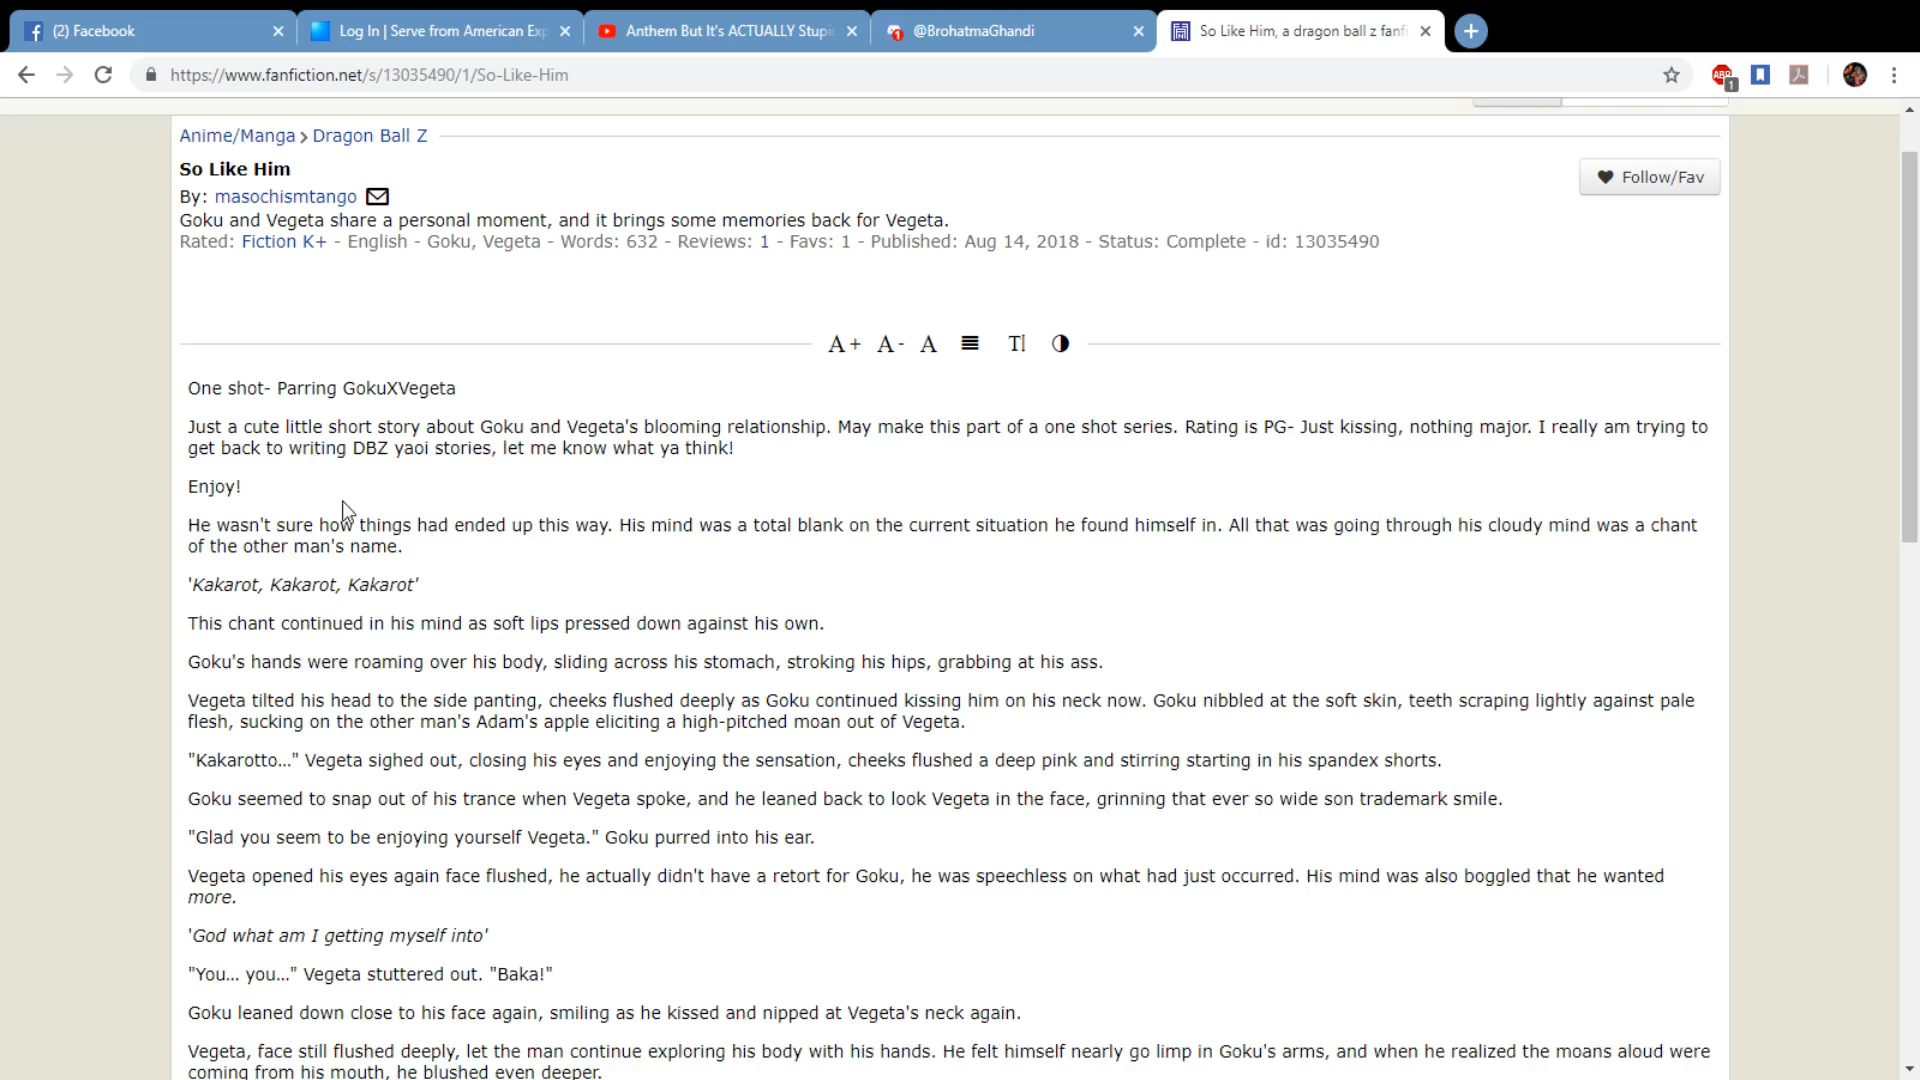 (2) Facebook
Log In | Serve from American Exp
Anthem But It's ACTUALLY Stupi
1 @BrohatmaGhandi
So Like Him, a dragon ball z fanfi
https://www.fanfiction.net/s/13035490/1/So-Like-Him
ABP 1
Anime/Manga > Dragon Ball Z
So Like Him
Follow/Fav
By: masochismtango
Goku and Vegeta share a personal moment, and it brings some memories back for Vegeta.
Rated: Fiction K+ - English - Goku, Vegeta - Words: 632 - Reviews: 1 - Favs: 1 - Published: Aug 14, 2018 - Status: Complete - id: 13035490
A+ A- A T
One shot- Parring GokuXVegeta
Just a cute little short story about Goku and Vegeta's blooming relationship. May make this part of a one shot series. Rating is PG- Just kissing, nothing major. I really am trying to
get back to writing DBZ yaoi stories, let me know what ya think!
Enjoy!
He wasn't sure how things had ended up this way. His mind was a total blank on the current situation he found himself in. All that was going through his cloudy mind was a chant
of the other man's name.
'Kakarot, Kakarot, Kakarot'
This chant continued in his mind as soft lips pressed down against his own.
Goku's hands were roaming over his body, sliding across his stomach, stroking his hips, grabbing at his ass.
Vegeta tilted his head to the side panting, cheeks flushed deeply as Goku continued kissing him on his neck now. Goku nibbled at the soft skin, teeth scraping lightly against pale
flesh, sucking on the other man's Adam's apple eliciting a high-pitched moan out of Vegeta.
"Kakarotto..." Vegeta sighed out, closing his eyes and enjoying the sensation, cheeks flushed a deep pink and stirring starting in his spandex shorts.
Goku seemed to snap out of his trance when Vegeta spoke, and he leaned back to look Vegeta in the face, grinning that ever so wide son trademark smile.
"Glad you seem to be enjoying yourself Vegeta." Goku purred into his ear.
Vegeta opened his eyes again face flushed, he actually didn't have a retort for Goku, he was speechless on what had just occurred. His mind was also boggled that he wanted
more.
'God what am I getting myself into'
"You... you..." Vegeta stuttered out. "Baka!"
Goku leaned down close to his face again, smiling as he kissed and nipped at Vegeta's neck again.
Vegeta, face still flushed deeply, let the man continue exploring his body with his hands. He felt himself nearly go limp in Goku's arms, and when he realized the moans aloud were
coming from his mouth, he blushed even deeper.